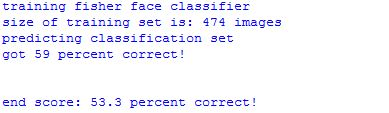 training fisher face classifier
size of training set is: 474 images
predicting classification set
got 59 percent correct!
end score: 53.3 percent correct!